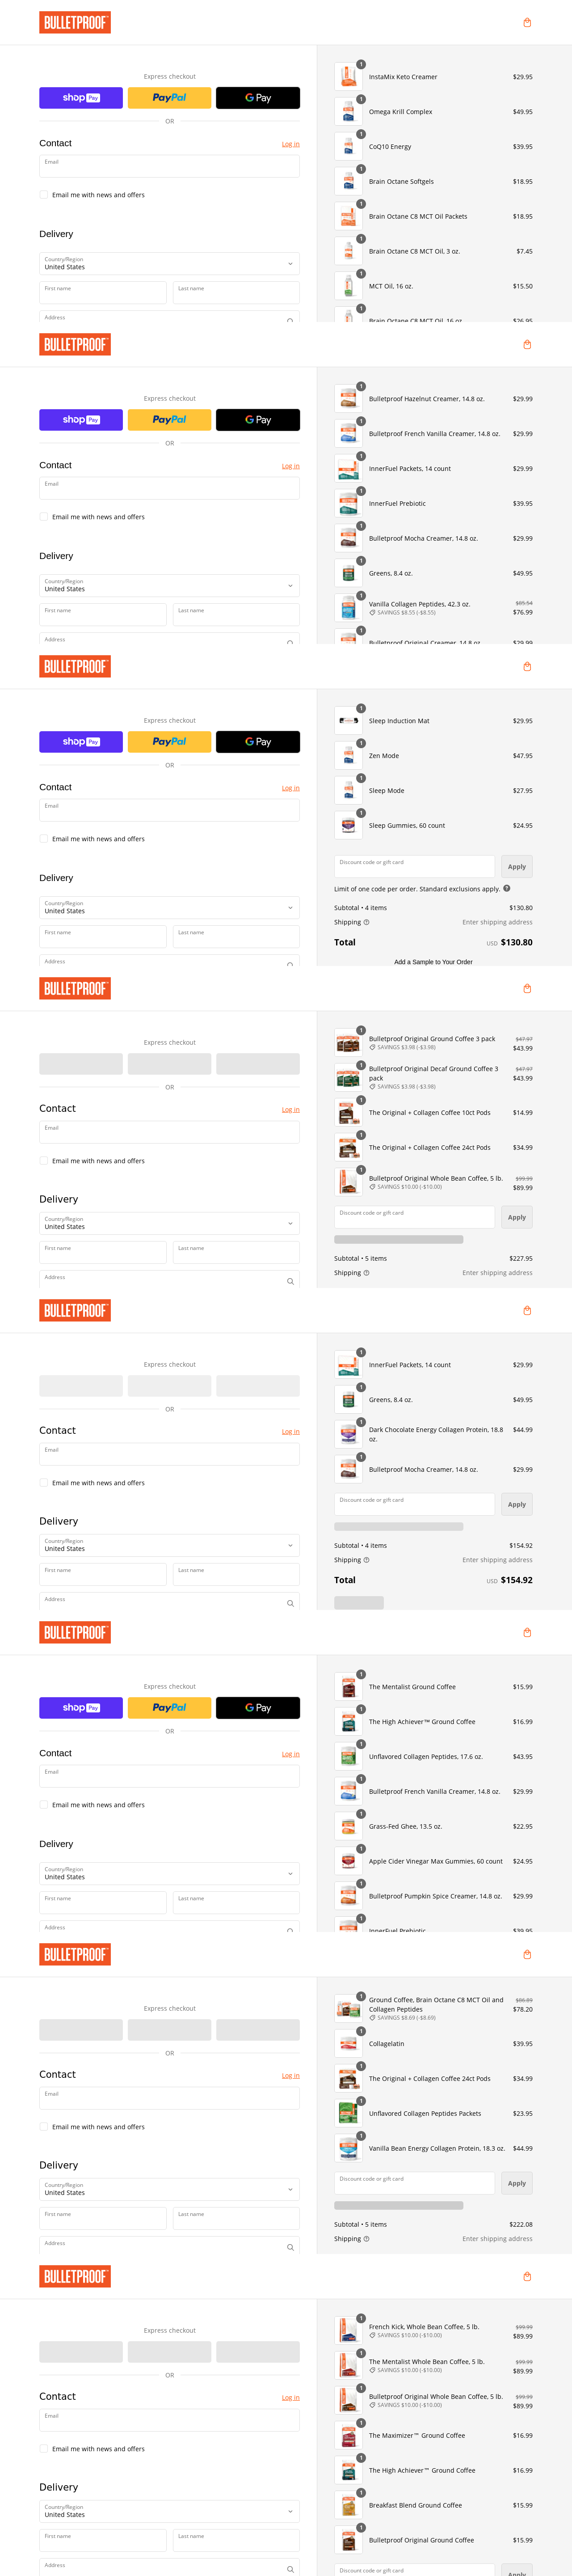 BULLETPROOF
Express checkout
shop Pay
PayPal
G Pay
OR
Contact
Log in
Email
Email me with news and offers
Delivery
Country/Region
United States
First name
Last name
Address
1
InstaMix Keto Creamer
$29.95
1
Omega Krill Complex
$49.95
1
CoQ10 Energy
$39.95
1
Brain Octane Softgels
$18.95
1
Brain Octane C8 MCT Oil Packets
$18.95
1
Brain Octane C8 MCT Oil, 3 oz.
$7.45
1
MCT Oil, 16 oz.
$15.50
1
Brain Octane C8 MCT Oil, 16 oz.
$26.95
BULLETPROOF
Express checkout
shop Pay
PayPal
G Pay
OR
Contact
Log in
Email
Email me with news and offers
Delivery
Country/Region
United States
First name
Last name
Address
1
Bulletproof Hazelnut Creamer, 14.8 oz.
$29.99
1
Bulletproof French Vanilla Creamer, 14.8 oz.
$29.99
1
InnerFuel Packets, 14 count
$29.99
1
InnerFuel Prebiotic
$39.95
1
Bulletproof Mocha Creamer, 14.8 oz.
$29.99
1
Greens, 8.4 oz.
$49.95
1
Vanilla Collagen Peptides, 42.3 oz.
$85.54
SAVINGS $8.55 (-$8.55)
$76.99
1
Bulletproof Original Creamer, 14.8 oz.
$29.99
BULLETPROOF
Express checkout
shop Pay
PayPal
G Pay
OR
Contact
Log in
Email
Email me with news and offers
Delivery
Country/Region
United States
First name
Last name
Address
1
Sleep Induction Mat
$29.95
1
Zen Mode
$47.95
1
Sleep Mode
$27.95
1
Sleep Gummies, 60 count
$24.95
Discount code or gift card
Apply
Limit of one code per order. Standard exclusions apply. ?
Subtotal • 4 items
$130.80
Shipping
Enter shipping address
Total
USD $130.80
Add a Sample to Your Order
BULLETPROOF
Express checkout
OR
Contact
Log in
Email
Email me with news and offers
Delivery
Country/Region
United States
First name
Last name
Address
1
Bulletproof Original Ground Coffee 3 pack
$47.97
SAVINGS $3.98 (-$3.98)
$43.99
1
Bulletproof Original Decaf Ground Coffee 3
pack
$47.97
SAVINGS $3.98 (-$3.98)
$43.99
1
The Original + Collagen Coffee 10ct Pods
$14.99
1
The Original + Collagen Coffee 24ct Pods
$34.99
1
Bulletproof Original Whole Bean Coffee, 5 lb.
$99.99
SAVINGS $10.00 (-$10.00)
$89.99
Discount code or gift card
Apply
Subtotal • 5 items
$227.95
Shipping
Enter shipping address
BULLETPROOF
Express checkout
OR
Contact
Log in
Email
Email me with news and offers
Delivery
Country/Region
United States
First name
Last name
Address
1
InnerFuel Packets, 14 count
$29.99
1
Greens, 8.4 oz.
$49.95
1
Dark Chocolate Energy Collagen Protein, 18.8
oz.
$44.99
1
Bulletproof Mocha Creamer, 14.8 oz.
$29.99
Discount code or gift card
Apply
Subtotal • 4 items
$154.92
Shipping
Enter shipping address
Total
USD $154.92
BULLETPROOF
Express checkout
shop Pay
PayPal
G Pay
OR
Contact
Log in
Email
Email me with news and offers
Delivery
Country/Region
United States
First name
Last name
Address
1
The Mentalist Ground Coffee
$15.99
1
The High Achiever™ Ground Coffee
$16.99
1
Unflavored Collagen Peptides, 17.6 oz.
$43.95
1
Bulletproof French Vanilla Creamer, 14.8 oz.
$29.99
1
Grass-Fed Ghee, 13.5 oz.
$22.95
1
Apple Cider Vinegar Max Gummies, 60 count
$24.95
1
Bulletproof Pumpkin Spice Creamer, 14.8 oz.
$29.99
1
InnerFuel Prebiotic
$39.95
BULLETPROOF
Express checkout
OR
Contact
Log in
Email
Email me with news and offers
Delivery
Country/Region
United States
First name
Last name
Address
1
Ground Coffee, Brain Octane C8 MCT Oil and
Collagen Peptides
$86.89
SAVINGS $8.69 (-$8.69)
$78.20
1
Collagelatin
$39.95
1
The Original + Collagen Coffee 24ct Pods
$34.99
1
Unflavored Collagen Peptides Packets
$23.95
1
Vanilla Bean Energy Collagen Protein, 18.3 oz.
$44.99
Discount code or gift card
Apply
Subtotal • 5 items
$222.08
Shipping
Enter shipping address
BULLETPROOF
Express checkout
OR
Contact
Log in
Email
Email me with news and offers
Delivery
Country/Region
United States
First name
Last name
Address
1
French Kick, Whole Bean Coffee, 5 lb.
$99.99
SAVINGS $10.00 (-$10.00)
$89.99
1
The Mentalist Whole Bean Coffee, 5 lb.
$99.99
SAVINGS $10.00 (-$10.00)
$89.99
1
Bulletproof Original Whole Bean Coffee, 5 lb.
$99.99
SAVINGS $10.00 (-$10.00)
$89.99
1
The Maximizer™ Ground Coffee
$16.99
1
The High Achiever™ Ground Coffee
$16.99
1
Breakfast Blend Ground Coffee
$15.99
1
Bulletproof Original Ground Coffee
$15.99
Discount code or gift card
Apply